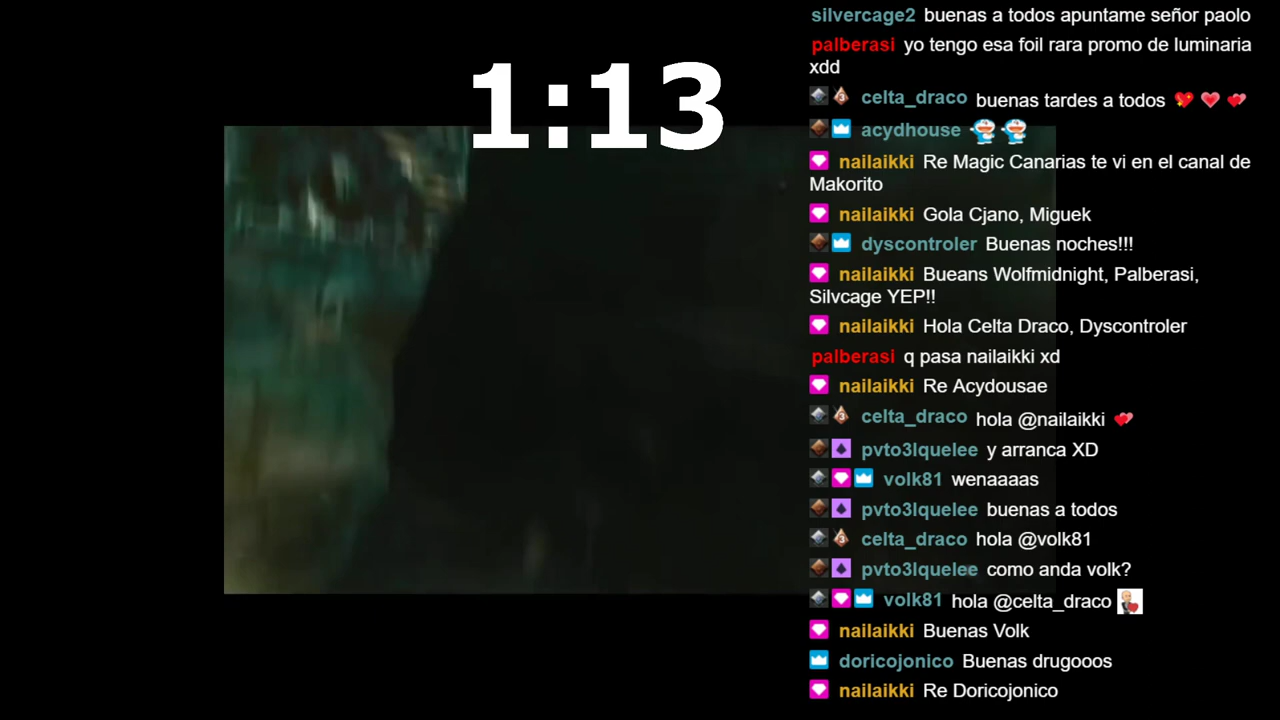 1:13
silvercage2 buenas a todos apuntame señor paolo
palberasi yo tengo esa foil rara promo de luminaria
xdd
celta_draco buenas tardes a todos
acydhouse
nailaikki Re Magic Canarias te vi en el canal de
Makorito
nailaikki Gola Cjano, Miguek
dyscontroler Buenas noches!!!
nailaikki Bueans Wolfmidnight, Palberasi,
Silvcage YEP!!
nailaikki Hola Celta Draco, Dyscontroler
palberasi q pasa nailaikki xd
nailaikki Re Acydousae
celta_draco hola @nailaikki
pvto3lquelee y arranca XD
volk81 wenaaaas
pvto3lquelee buenas a todos
celta_draco hola @volk81
pvto3lquelee como anda volk?
volk81 hola @celta_draco
nailaikki Buenas Volk
doricojonico Buenas drugooos
nailaikki Re Doricojonico